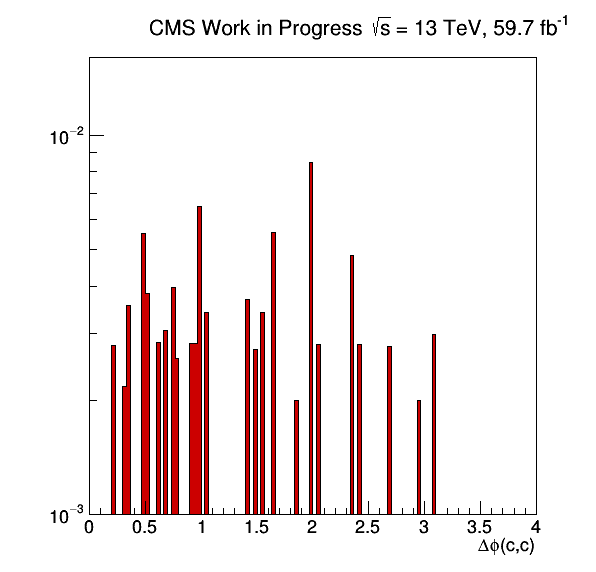 CMS Work in Progress √s = 13 TeV, 59.7 fb⁻¹
10⁻²
10⁻³
0 0.5 1 1.5 2 2.5 3 3.5 4
Δϕ(c,c)